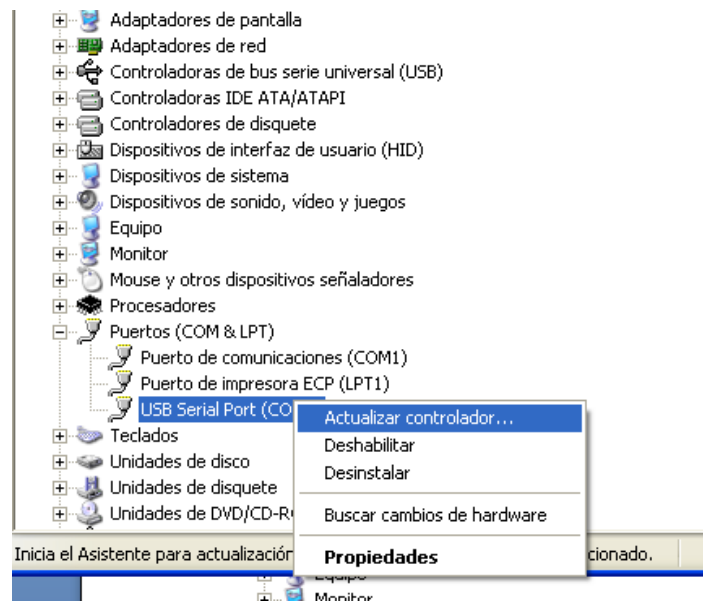 Adaptadores de pantalla
Adaptadores de red
Controladoras de bus serie universal (USB)
Controladoras IDE ATA/ATAPI
Controladores de disquete
Dispositivos de interfaz de usuario (HID)
Dispositivos de sistema
Dispositivos de sonido, vídeo y juegos
Equipo
Monitor
Mouse y otros dispositivos señaladores
Procesadores
Puertos (COM & LPT)
Puerto de comunicaciones (COM1)
Puerto de impresora ECP (LPT1)
USB Serial Port (CO
Actualizar controlador...
Deshabilitar
Desinstalar
Buscar cambios de hardware
Propiedades
Teclados
Unidades de disco
Unidades de disquete
Unidades de DVD/CD-R
Inicia el Asistente para actualización
cionado.
Equipo
Monitor